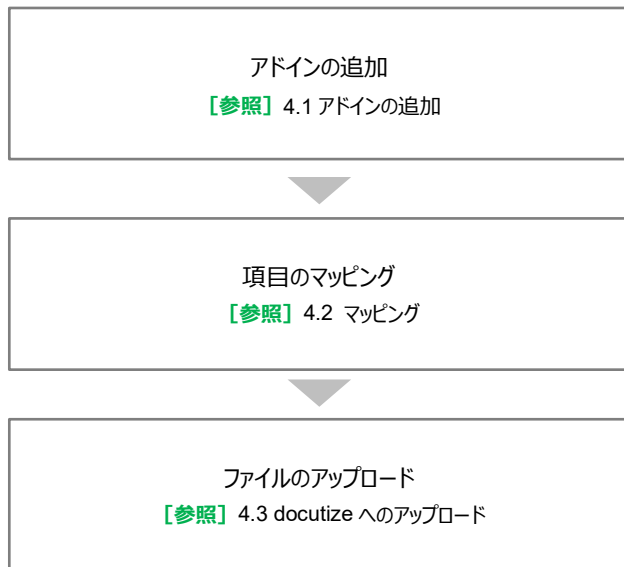 アドインの追加
［参照］ 4.1 アドインの追加
項目のマッピング
［参照］ 4.2 マッピング
ファイルのアップロード
［参照］ 4.3 docutize へのアップロード